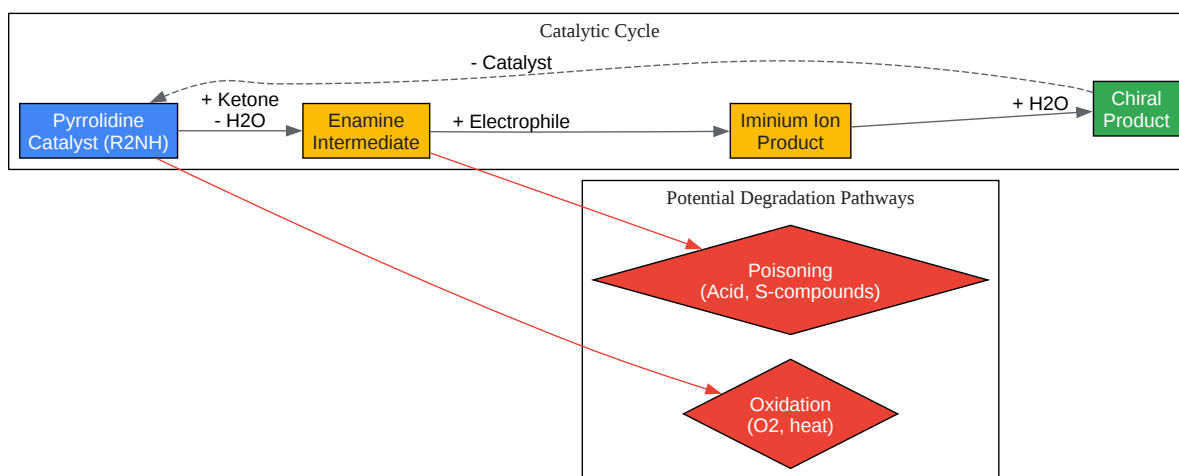 Catalytic Cycle
- Catalyst
Pyrrolidine
Catalyst (R2NH)
+ Ketone
- H2O
Enamine
Intermediate
+ Electrophile
Iminium Ion
Product
+ H2O
Chiral
Product
Potential Degradation Pathways
Poisoning
(Acid, S-compounds)
Oxidation
(O2, heat)